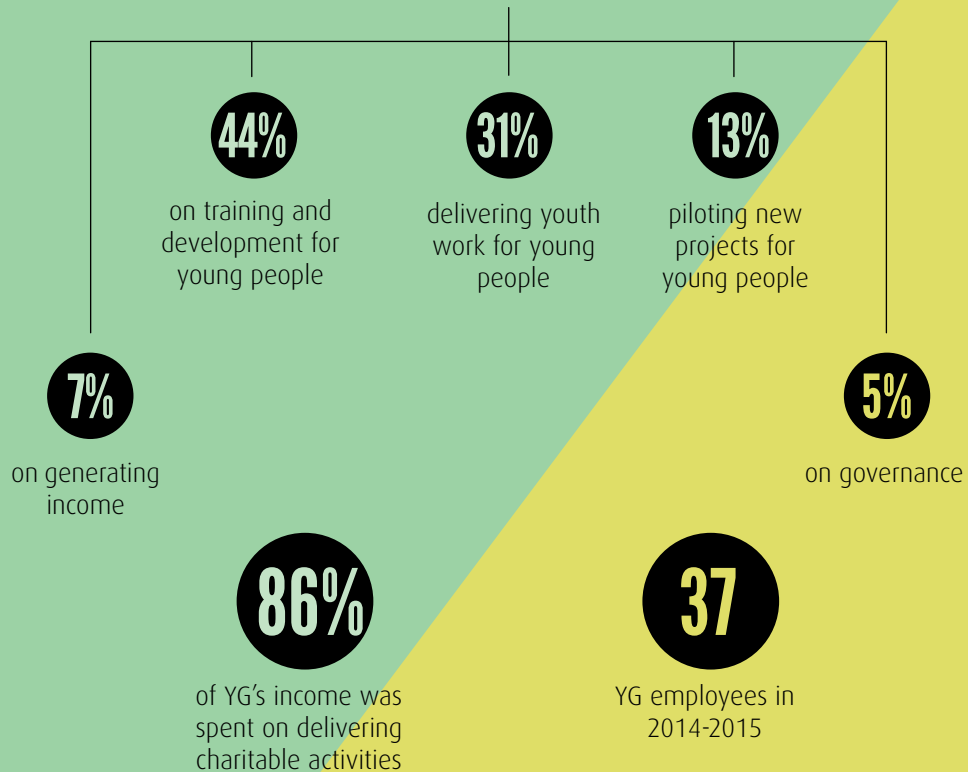 44%
on training and
development for
young people
31%
delivering youth
work for young
people
13%
piloting new
projects for
young people
7%
on generating
income
5%
on governance
86%
of YG’s income was
spent on delivering
charitable activities
37
YG employees in
2014-2015